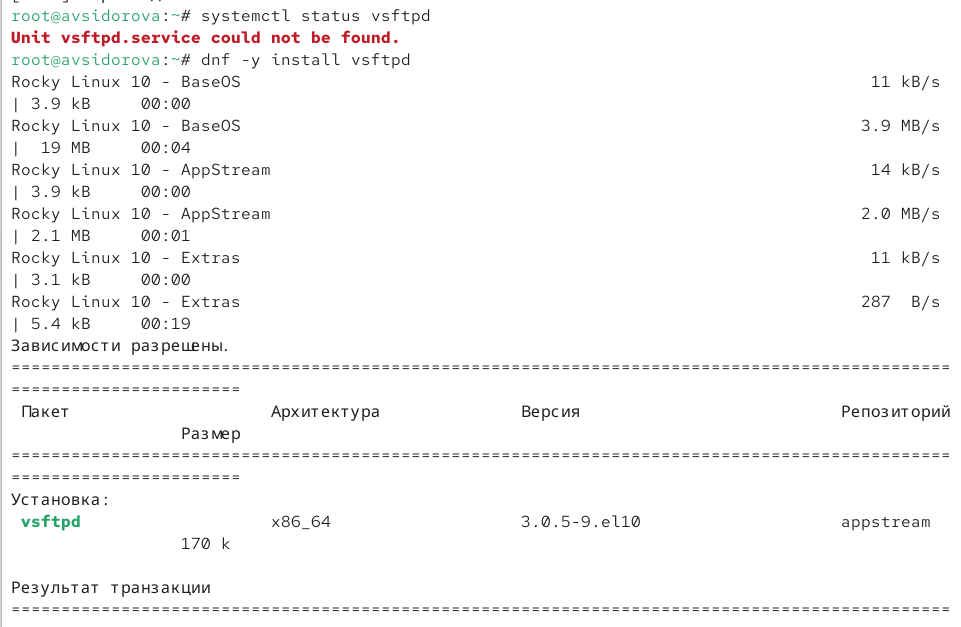 root@avsidorova:~# systemctl status vsftpd
Unit vsftpd.service could not be found.
root@avsidorova:~# dnf -y install vsftpd
Rocky Linux 10 - BaseOS                                                               11 kB/s
| 3.9 kB     00:00
Rocky Linux 10 - BaseOS                                                              3.9 MB/s
|  19 MB     00:04
Rocky Linux 10 - AppStream                                                            14 kB/s
| 3.9 kB     00:00
Rocky Linux 10 - AppStream                                                           2.0 MB/s
| 2.1 MB     00:01
Rocky Linux 10 - Extras                                                               11 kB/s
| 3.1 kB     00:00
Rocky Linux 10 - Extras                                                              287  B/s
| 5.4 kB     00:19
Зависимости разрешены.
==============================================================================================
=======================
 Пакет                    Архитектура              Версия                          Репозиторий
                 Размер
==============================================================================================
=======================
Установка:
 vsftpd                   x86_64                   3.0.5-9.el10                    appstream
                 170 k
Результат транзакции
==============================================================================================